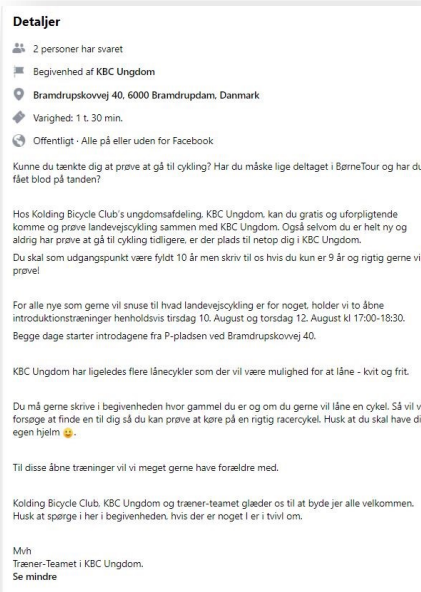 Detaljer
2 personer har svaret
Begivenhed af KBC Ungdom
Bramdrupskovvej 40, 6000 Bramdrupdam, Danmark
Varighed: 1 t. 30 min.
Offentligt · Alle på eller uden for Facebook
Kunne du tænkte dig at prøve at gå til cykling? Har du måske lige deltaget i BørneTour og har du
fået blod på tanden?
Hos Kolding Bicycle Club's ungdomsafdeling, KBC Ungdom, kan du gratis og uforpligtende
komme og prøve landevejscykling sammen med KBC Ungdom. Også selvom du er helt ny og
aldrig har prøve at gå til cykling tidligere, er der plads til netop dig i KBC Ungdom.
Du skal som udgangspunkt være fyldt 10 år men skriv til os hvis du kun er 9 år og rigtig gerne vil
prøve!
For alle nye som gerne vil snuse til hvad landevejscykling er for noget, holder vi to åbne
introduktionstræninger henholdsvis tirsdag 10. August og torsdag 12. August kl 17:00-18:30.
Begge dage starter introdagene fra P-pladsen ved Bramdrupskovvej 40.
KBC Ungdom har ligeledes flere lånecykler som der vil være mulighed for at låne - kvit og frit.
Du må gerne skrive i begivenheden hvor gammel du er og om du gerne vil låne en cykel. Så vil v
forsøge at finde en til dig så du kan prøve at køre på en rigtig racercykel. Husk at du skal have di
egen hjelm 😀.
Til disse åbne træninger vil vi meget gerne have forældre med.
Kolding Bicycle Club, KBC Ungdom og træner-teamet glæder os til at byde jer alle velkommen.
Husk at spørge i her i begivenheden, hvis der er noget I er i tvivl om.
Mvh
Træner-Teamet i KBC Ungdom.
Se mindre